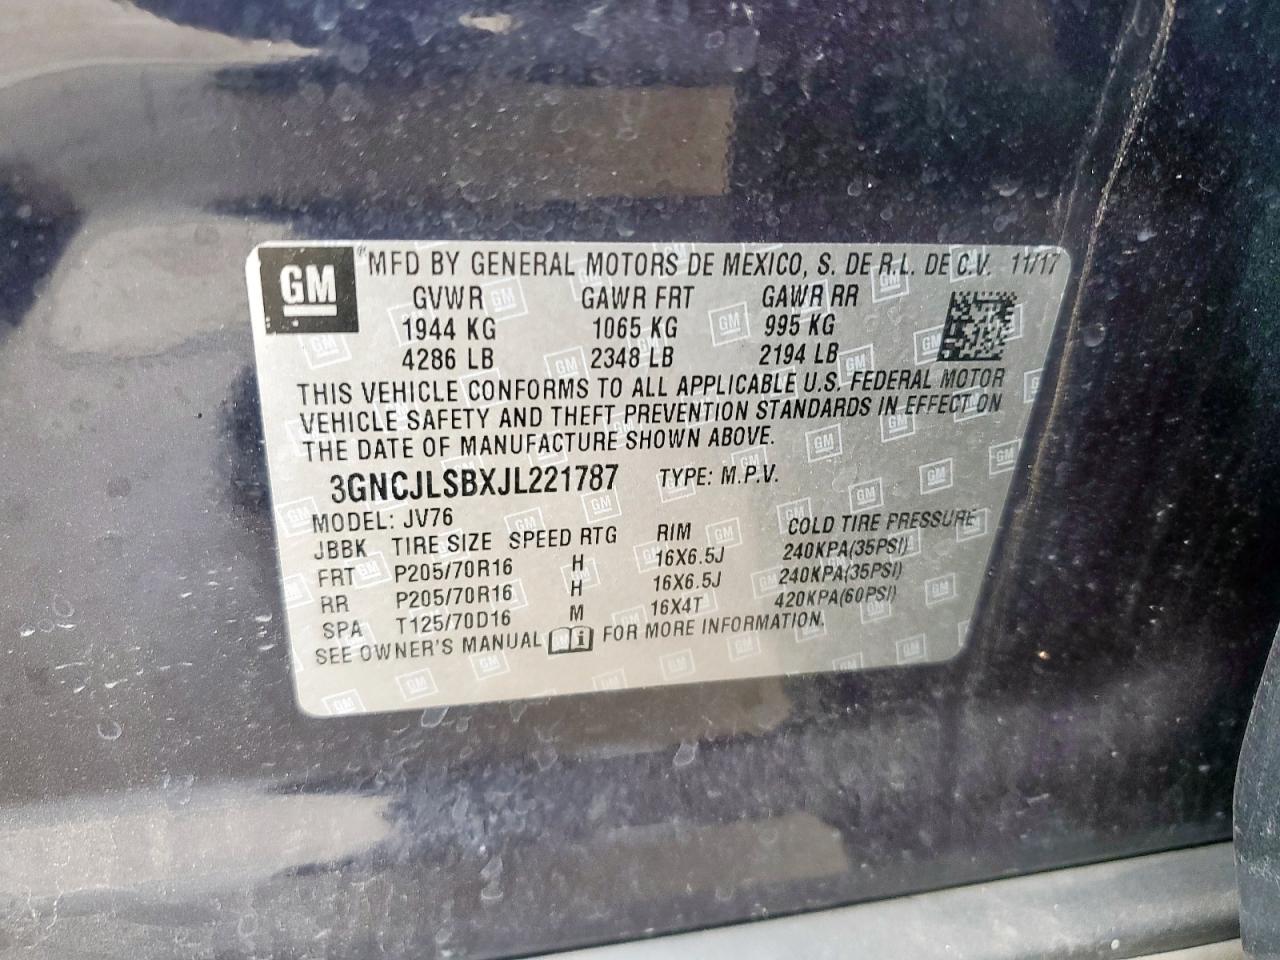 GM MFD BY GENERAL MOTORS DE MEXICO, S. DE R.L. DE C.V. 11/17
GVWR GAWR FRT GAWR RR
1944 KG 1065 KG 995 KG
4286 LB 2348 LB 2194 LB
THIS VEHICLE CONFORMS TO ALL APPLICABLE U.S. FEDERAL MOTOR
VEHICLE SAFETY AND THEFT PREVENTION STANDARDS IN EFFECT ON
THE DATE OF MANUFACTURE SHOWN ABOVE.
3GNCJLSBXJL221787 TYPE: M.P.V.
MODEL: JV76
JBBK TIRE SIZE SPEED RTG RIM COLD TIRE PRESSURE
FRT P205/70R16 H 16X6.5J 240KPA(35PSI)
RR P205/70R16 H 16X6.5J 240KPA(35PSI)
SPA T125/70D16 M 16X4T 420KPA(60PSI)
SEE OWNER'S MANUAL i FOR MORE INFORMATION.